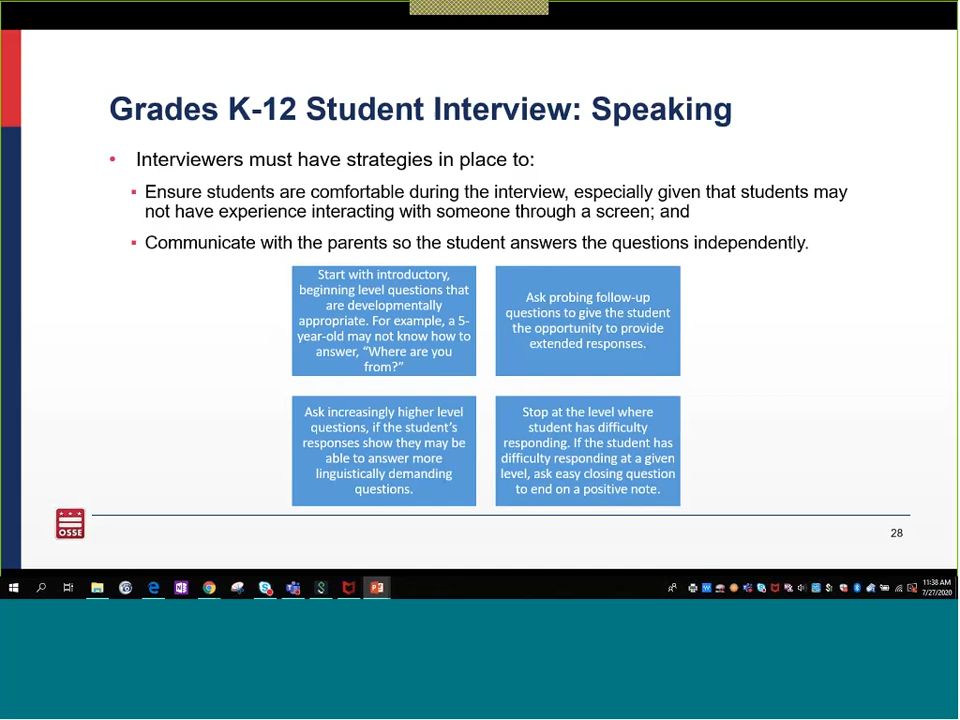 Grades K-12 Student Interview: Speaking
• Interviewers must have strategies in place to:
▪ Ensure students are comfortable during the interview, especially given that students may
not have experience interacting with someone through a screen; and
▪ Communicate with the parents so the student answers the questions independently.
Start with introductory,
beginning level questions that
are developmentally
appropriate. For example, a 5-
year-old may not know how to
answer, “Where are you
from?”
Ask probing follow-up
questions to give the student
the opportunity to provide
extended responses.
Ask increasingly higher level
questions, if the student’s
responses show they may be
able to answer more
linguistically demanding
questions.
Stop at the level where
student has difficulty
responding. If the student has
difficulty responding at a given
level, ask easy closing question
to end on a positive note.
OSSE
28
11:38 AM
7/27/2020